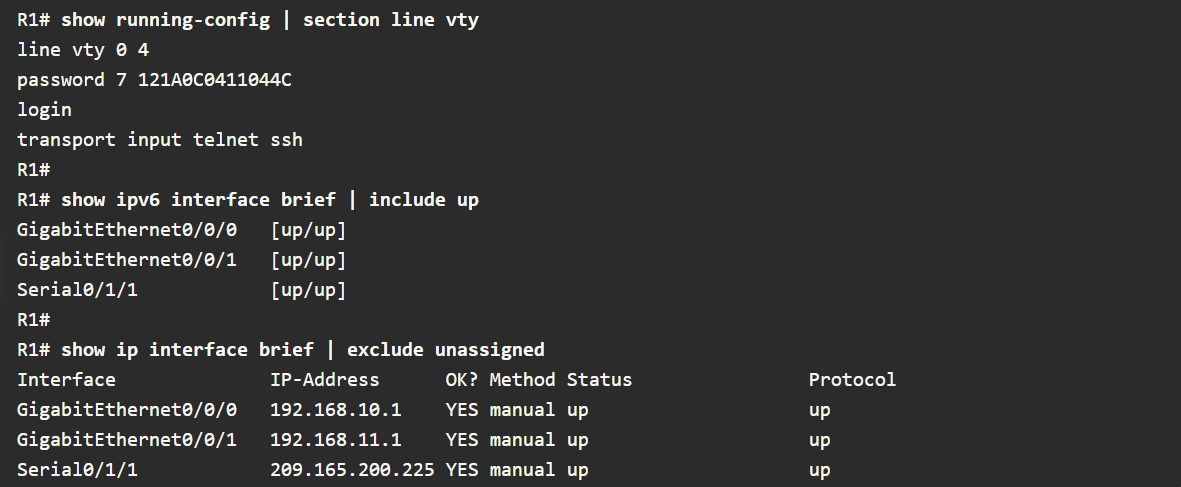 R1# show running-config | section line vty
line vty 0 4
password 7 121A0C0411044C
login
transport input telnet ssh
R1#
R1# show ipv6 interface brief | include up
GigabitEthernet0/0/0   [up/up]
GigabitEthernet0/0/1   [up/up]
Serial0/1/1            [up/up]
R1#
R1# show ip interface brief | exclude unassigned
Interface              IP-Address      OK? Method Status                Protocol
GigabitEthernet0/0/0   192.168.10.1    YES manual up                    up
GigabitEthernet0/0/1   192.168.11.1    YES manual up                    up
Serial0/1/1            209.165.200.225 YES manual up                    up